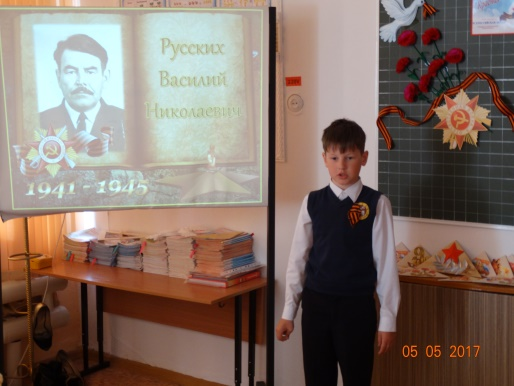 Русских
Василий
Николаевич
1941 - 1945
05 05 2017